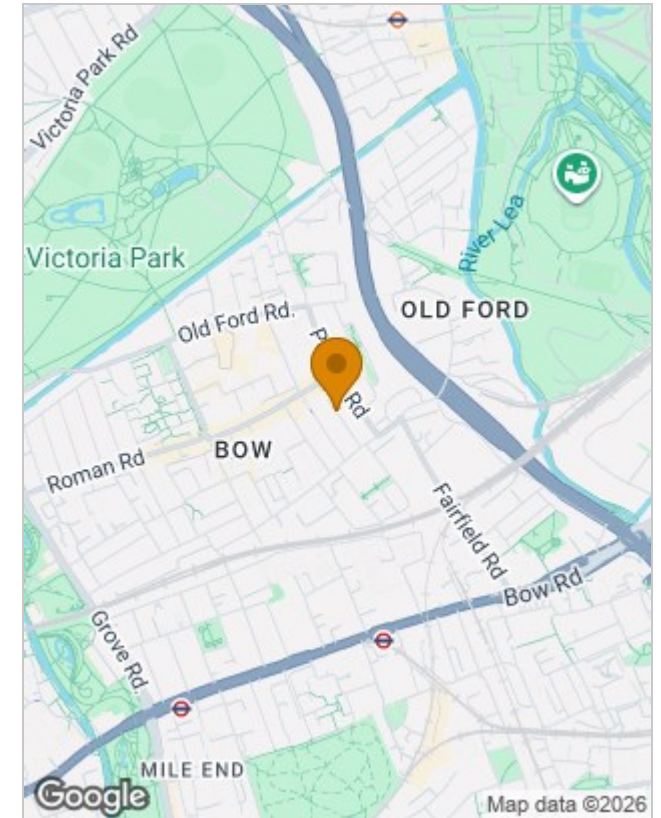 Victoria Park Rd
River Lea
Victoria Park
OLD FORD
Old Ford Rd.
Rd
BOW
Roman Rd
Fairfield Rd
Bow Rd
Grove Rd.
MILE END
Google
Map data ©2026